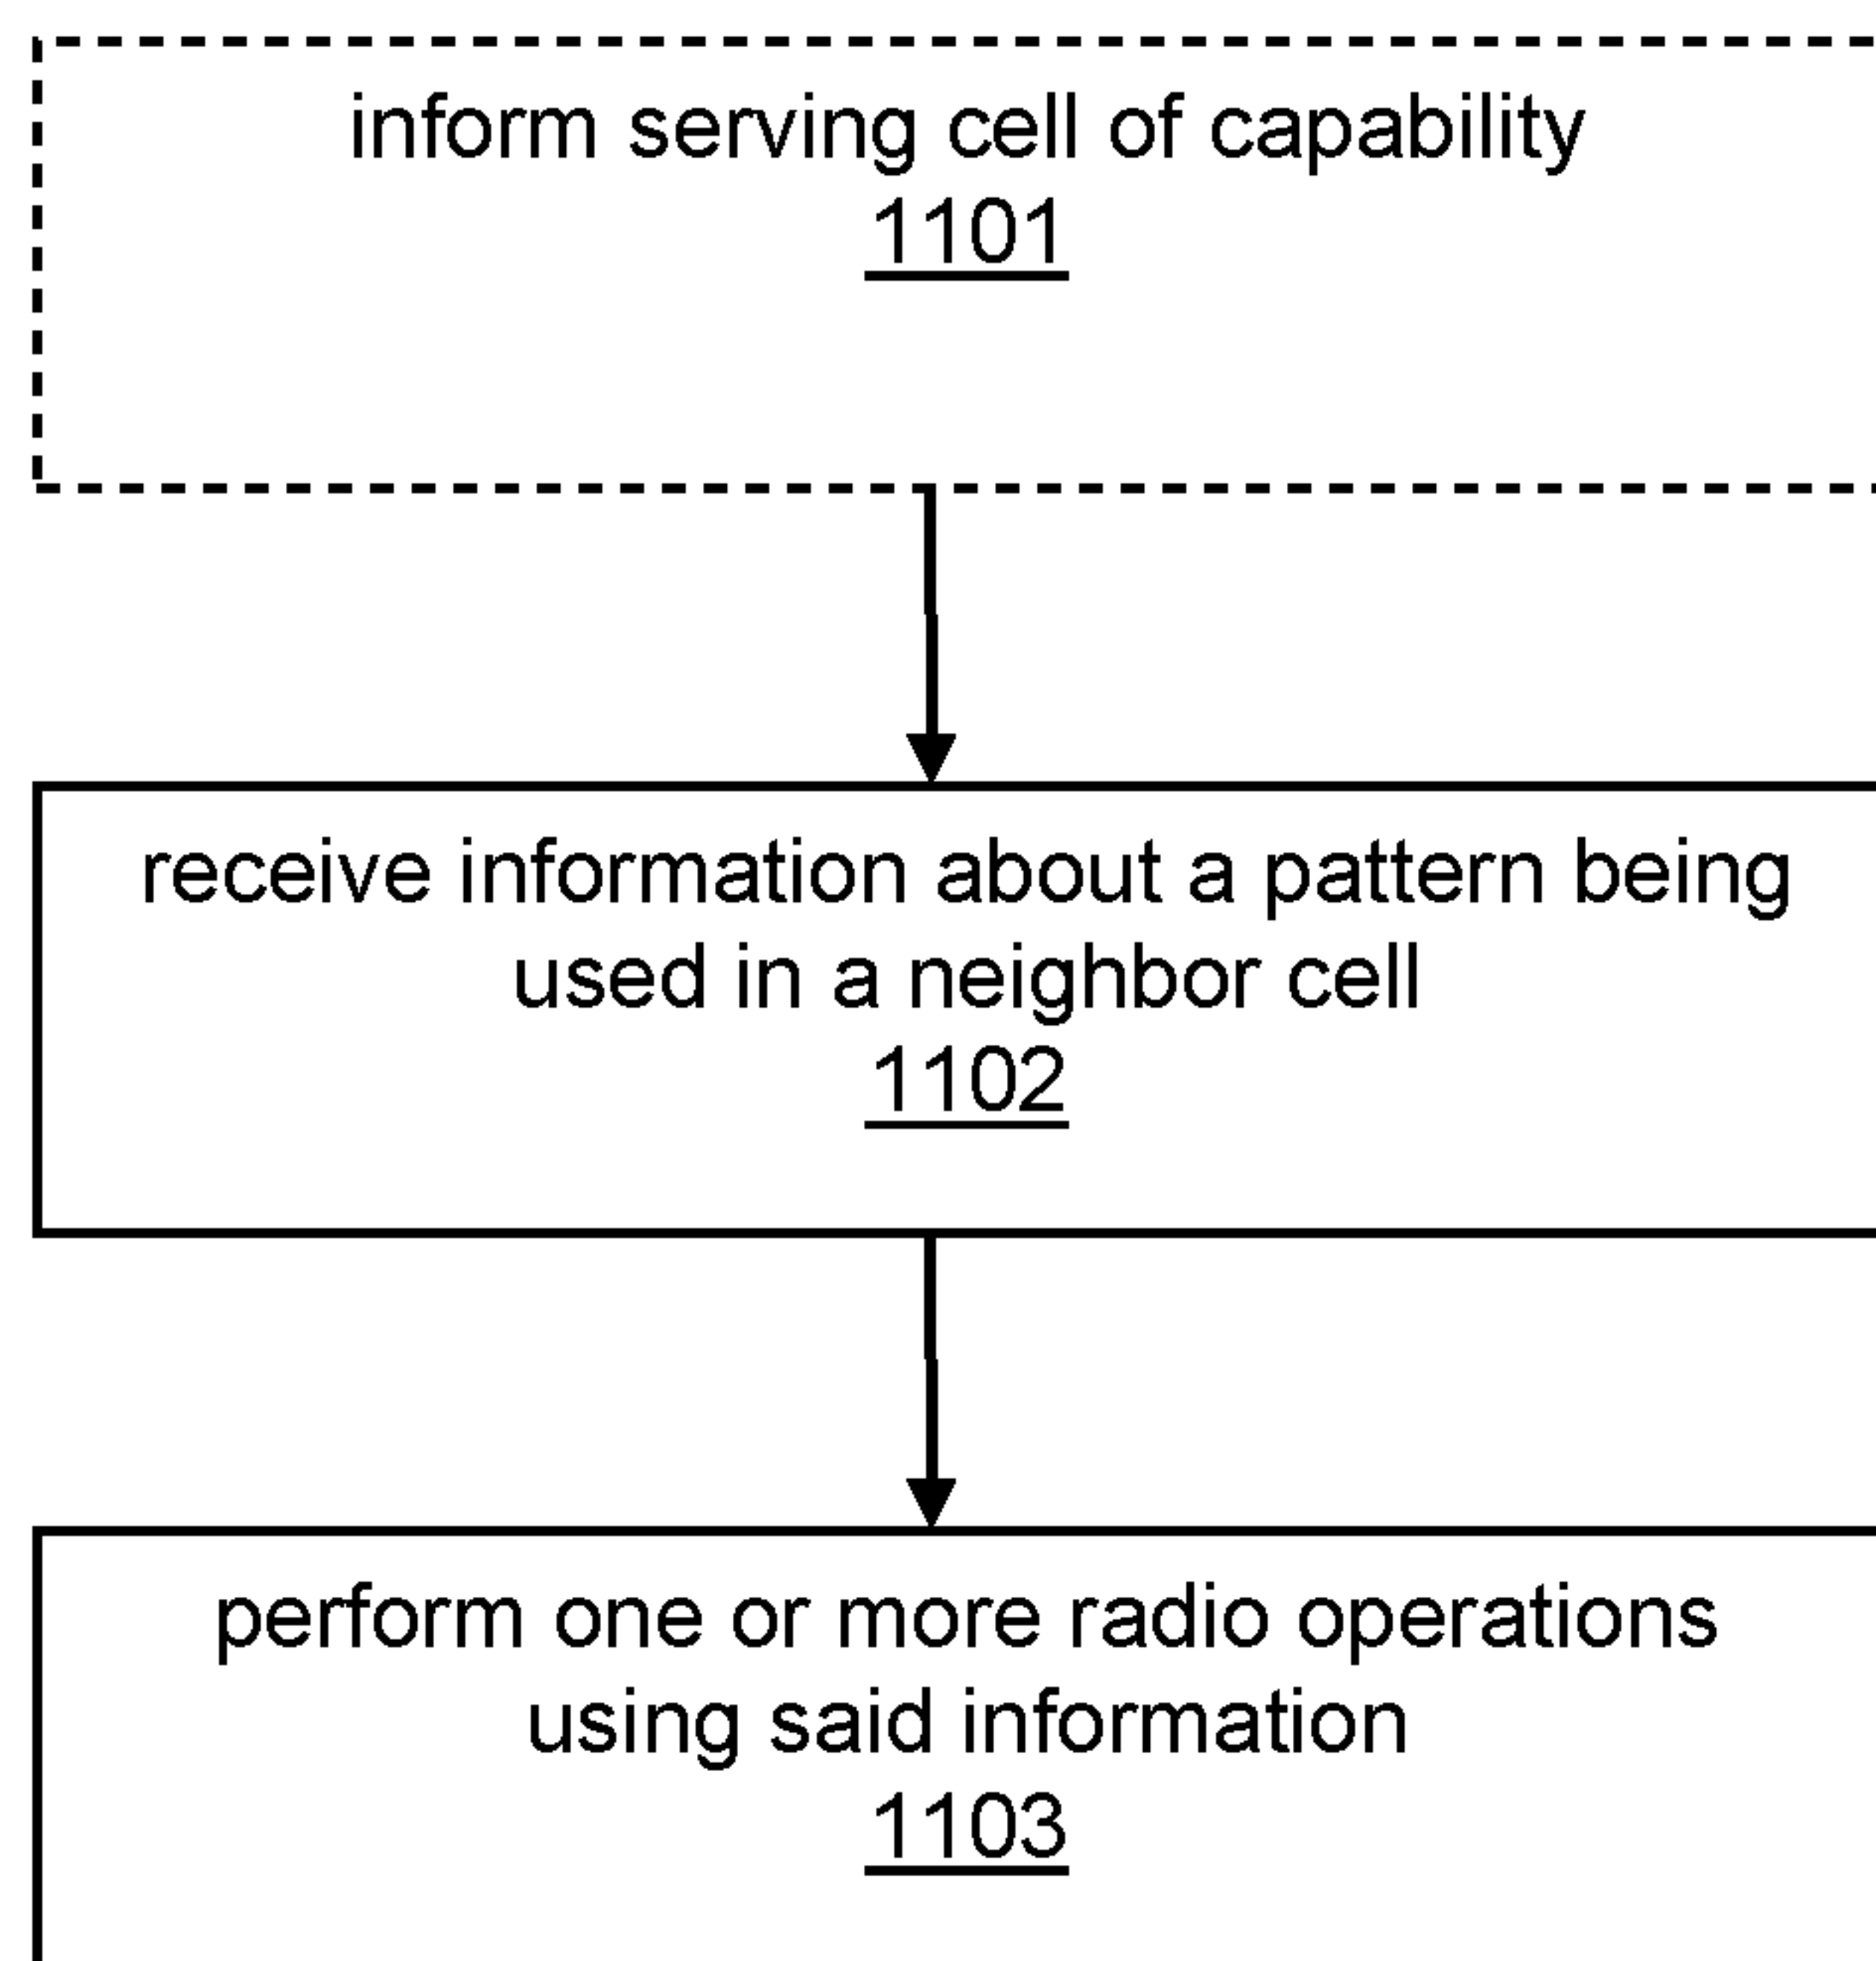 inform serving cell of capability
1101
receive information about a pattern being
used in a neighbor cell
1102
perform one or more radio operations
using said information
1103